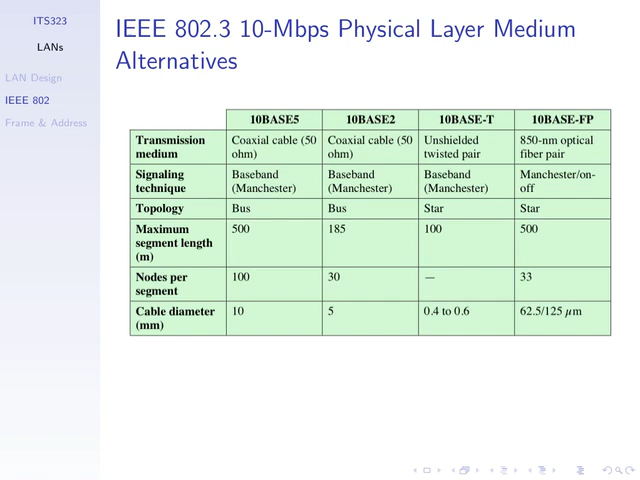 ITS323
LANs
LAN Design
IEEE 802
Frame & Address
IEEE 802.3 10-Mbps Physical Layer Medium
Alternatives
10BASE5 10BASE2 10BASE-T 10BASE-FP
Transmission medium Coaxial cable (50 ohm) Coaxial cable (50 ohm) Unshielded twisted pair 850-nm optical fiber pair
Signaling technique Baseband (Manchester) Baseband (Manchester) Baseband (Manchester) Manchester/on-off
Topology Bus Bus Star Star
Maximum segment length (m) 500 185 100 500
Nodes per segment 100 30 — 33
Cable diameter (mm) 10 5 0.4 to 0.6 62.5/125 µm